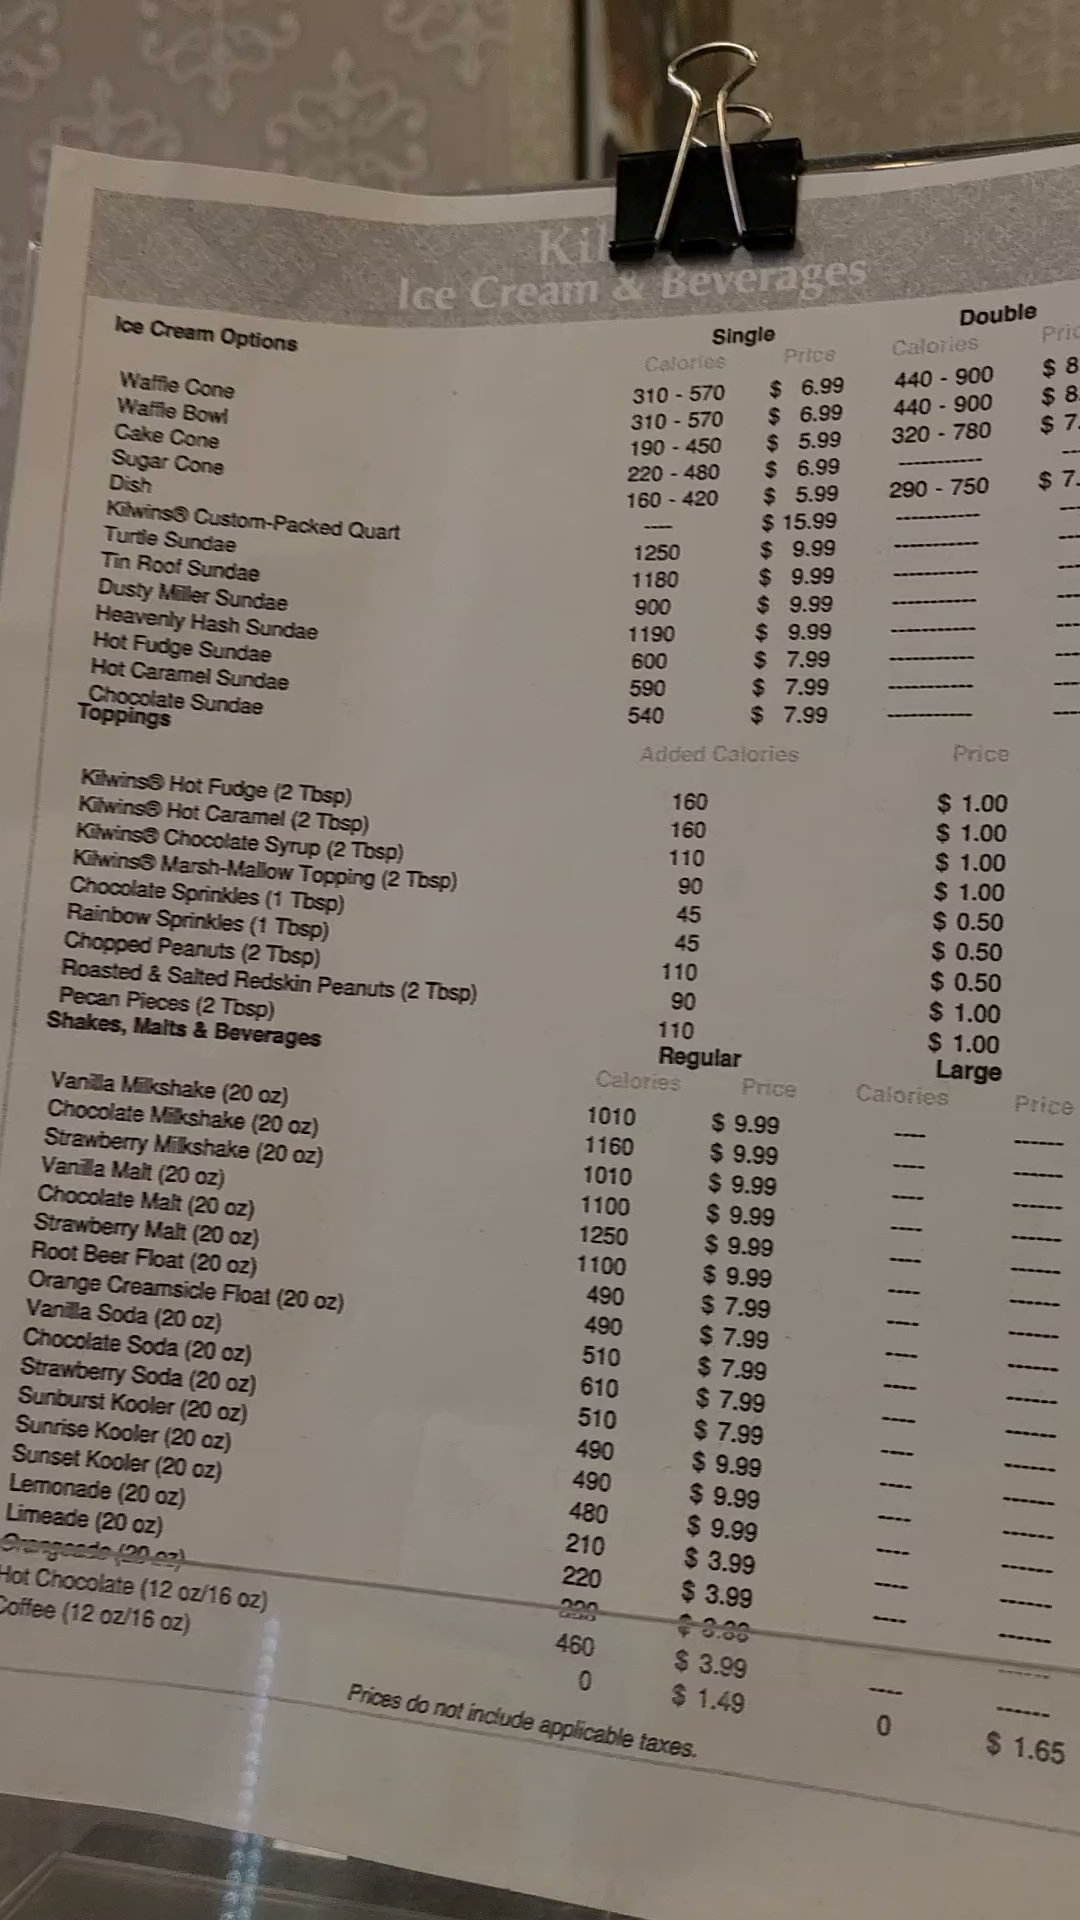 Ice Cream & Beverages
Ice Cream Options Single Double
Calories Price Calories
Waffle Cone 310 - 570 $ 6.99 440 - 900 $ 8
Waffle Bowl 310 - 570 $ 6.99 440 - 900 $ 8.
Cake Cone 190 - 450 $ 5.99 320 - 780 $ 7.
Sugar Cone 220 - 480 $ 6.99 ------------ ---
Dish 160 - 420 $ 5.99 290 - 750 $ 7.
Kilwins® Custom-Packed Quart ---- $ 15.99 ------------ ---
Turtle Sundae 1250 $ 9.99 ------------ ---
Tin Roof Sundae 1180 $ 9.99 ------------ ---
Dusty Miller Sundae 900 $ 9.99 ------------ ---
Heavenly Hash Sundae 1190 $ 9.99 ------------ ---
Hot Fudge Sundae 600 $ 7.99 ------------ ---
Hot Caramel Sundae 590 $ 7.99 ------------ ---
Chocolate Sundae 540 $ 7.99 ------------ ----
Toppings
Added Calories Price
Kilwins® Hot Fudge (2 Tbsp) 160 $ 1.00
Kilwins® Hot Caramel (2 Tbsp) 160 $ 1.00
Kilwins® Chocolate Syrup (2 Tbsp) 110 $ 1.00
Kilwins® Marsh-Mallow Topping (2 Tbsp) 90 $ 1.00
Chocolate Sprinkles (1 Tbsp) 45 $ 0.50
Rainbow Sprinkles (1 Tbsp) 45 $ 0.50
Chopped Peanuts (2 Tbsp) 110 $ 0.50
Roasted & Salted Redskin Peanuts (2 Tbsp) 90 $ 1.00
Pecan Pieces (2 Tbsp) 110 $ 1.00
Shakes, Malts & Beverages Regular Large
Calories Price Calories Price
Vanilla Milkshake (20 oz) 1010 $ 9.99 ---- ------
Chocolate Milkshake (20 oz) 1160 $ 9.99 ---- ------
Strawberry Milkshake (20 oz) 1010 $ 9.99 ---- ------
Vanilla Malt (20 oz) 1100 $ 9.99 ---- ------
Chocolate Malt (20 oz) 1250 $ 9.99 ---- ------
Strawberry Malt (20 oz) 1100 $ 9.99 ---- ------
Root Beer Float (20 oz) 490 $ 7.99 ---- ------
Orange Creamsicle Float (20 oz) 490 $ 7.99 ---- ------
Vanilla Soda (20 oz) 510 $ 7.99 ---- ------
Chocolate Soda (20 oz) 610 $ 7.99 ---- ------
Strawberry Soda (20 oz) 510 $ 7.99 ---- ------
Sunburst Kooler (20 oz) 490 $ 9.99 ---- ------
Sunrise Kooler (20 oz) 490 $ 9.99 ---- ------
Sunset Kooler (20 oz) 480 $ 9.99 ---- ------
Lemonade (20 oz) 210 $ 3.99 ---- ------
Limeade (20 oz) 220 $ 3.99 ---- ------
Orangeade (20 oz)
Hot Chocolate (12 oz/16 oz) 460 $ 3.99 ---- ------
Coffee (12 oz/16 oz) 0 $ 1.49 0 $ 1.65
Prices do not include applicable taxes.